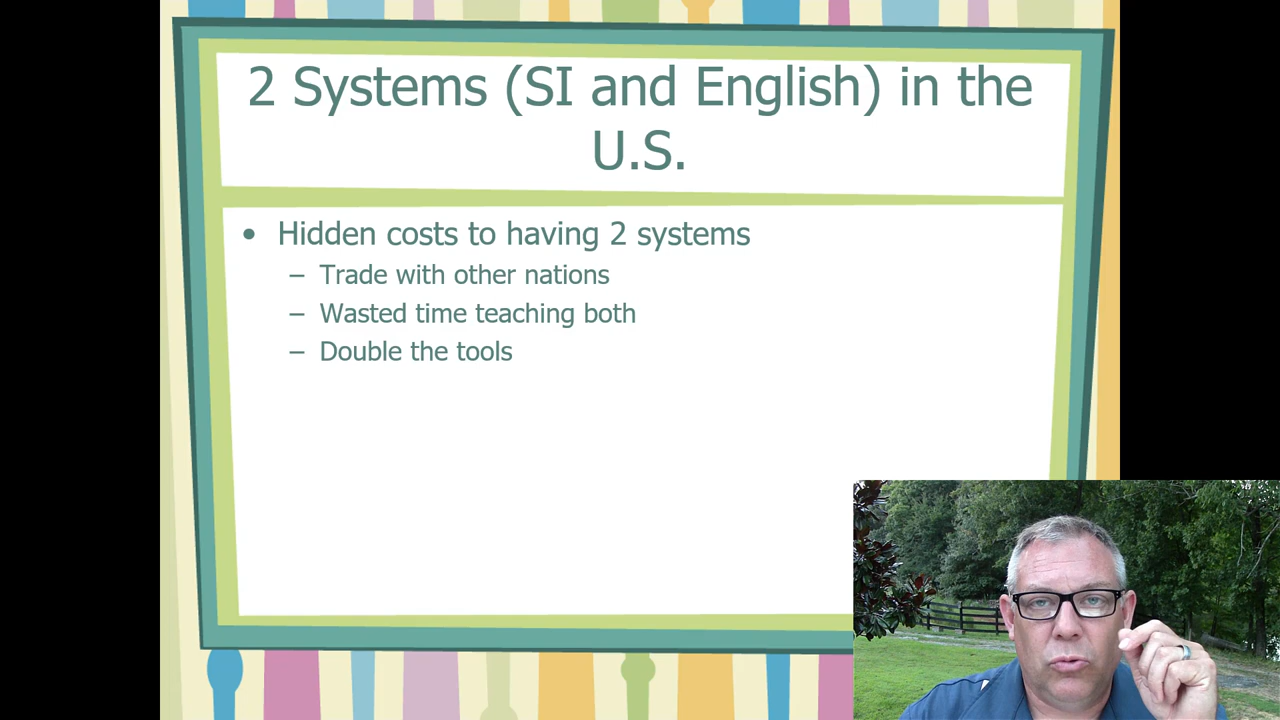 2 Systems (SI and English) in the
U.S.
• Hidden costs to having 2 systems
– Trade with other nations
– Wasted time teaching both
– Double the tools